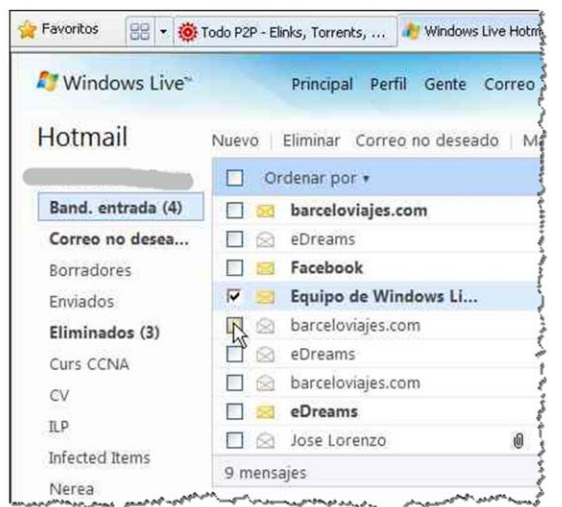 Favoritos
Todo P2P - Elinks, Torrents, ...
Windows Live Hotm
Windows Live™
Principal Perfil Gente Correo
Hotmail
Nuevo | Eliminar Correo no deseado |
Ordenar por
Band. entrada (4)
Correo no desea...
Borradores
Enviados
Eliminados (3)
Curs CCNA
CV
ILP
Infected Items
Nerea
barceloviajes.com
eDreams
Facebook
Equipo de Windows Li...
barceloviajes.com
eDreams
barceloviajes.com
eDreams
Jose Lorenzo
9 mensajes